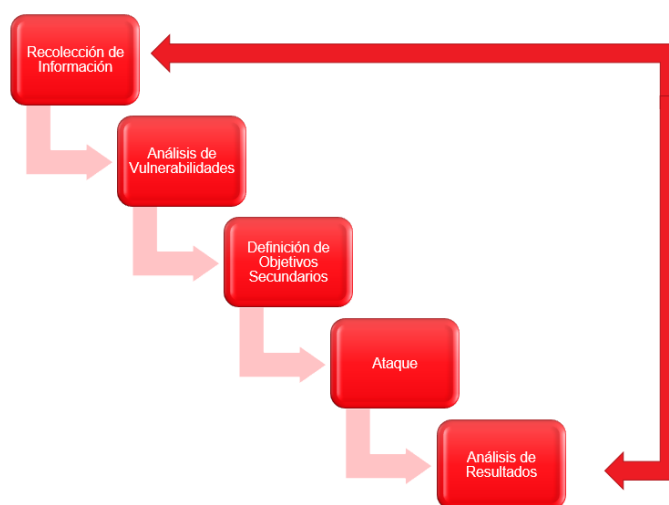 Recolección de
Información
Análisis de
Vulnerabilidades
Definición de
Objetivos
Secundarios
Ataque
Análisis de
Resultados